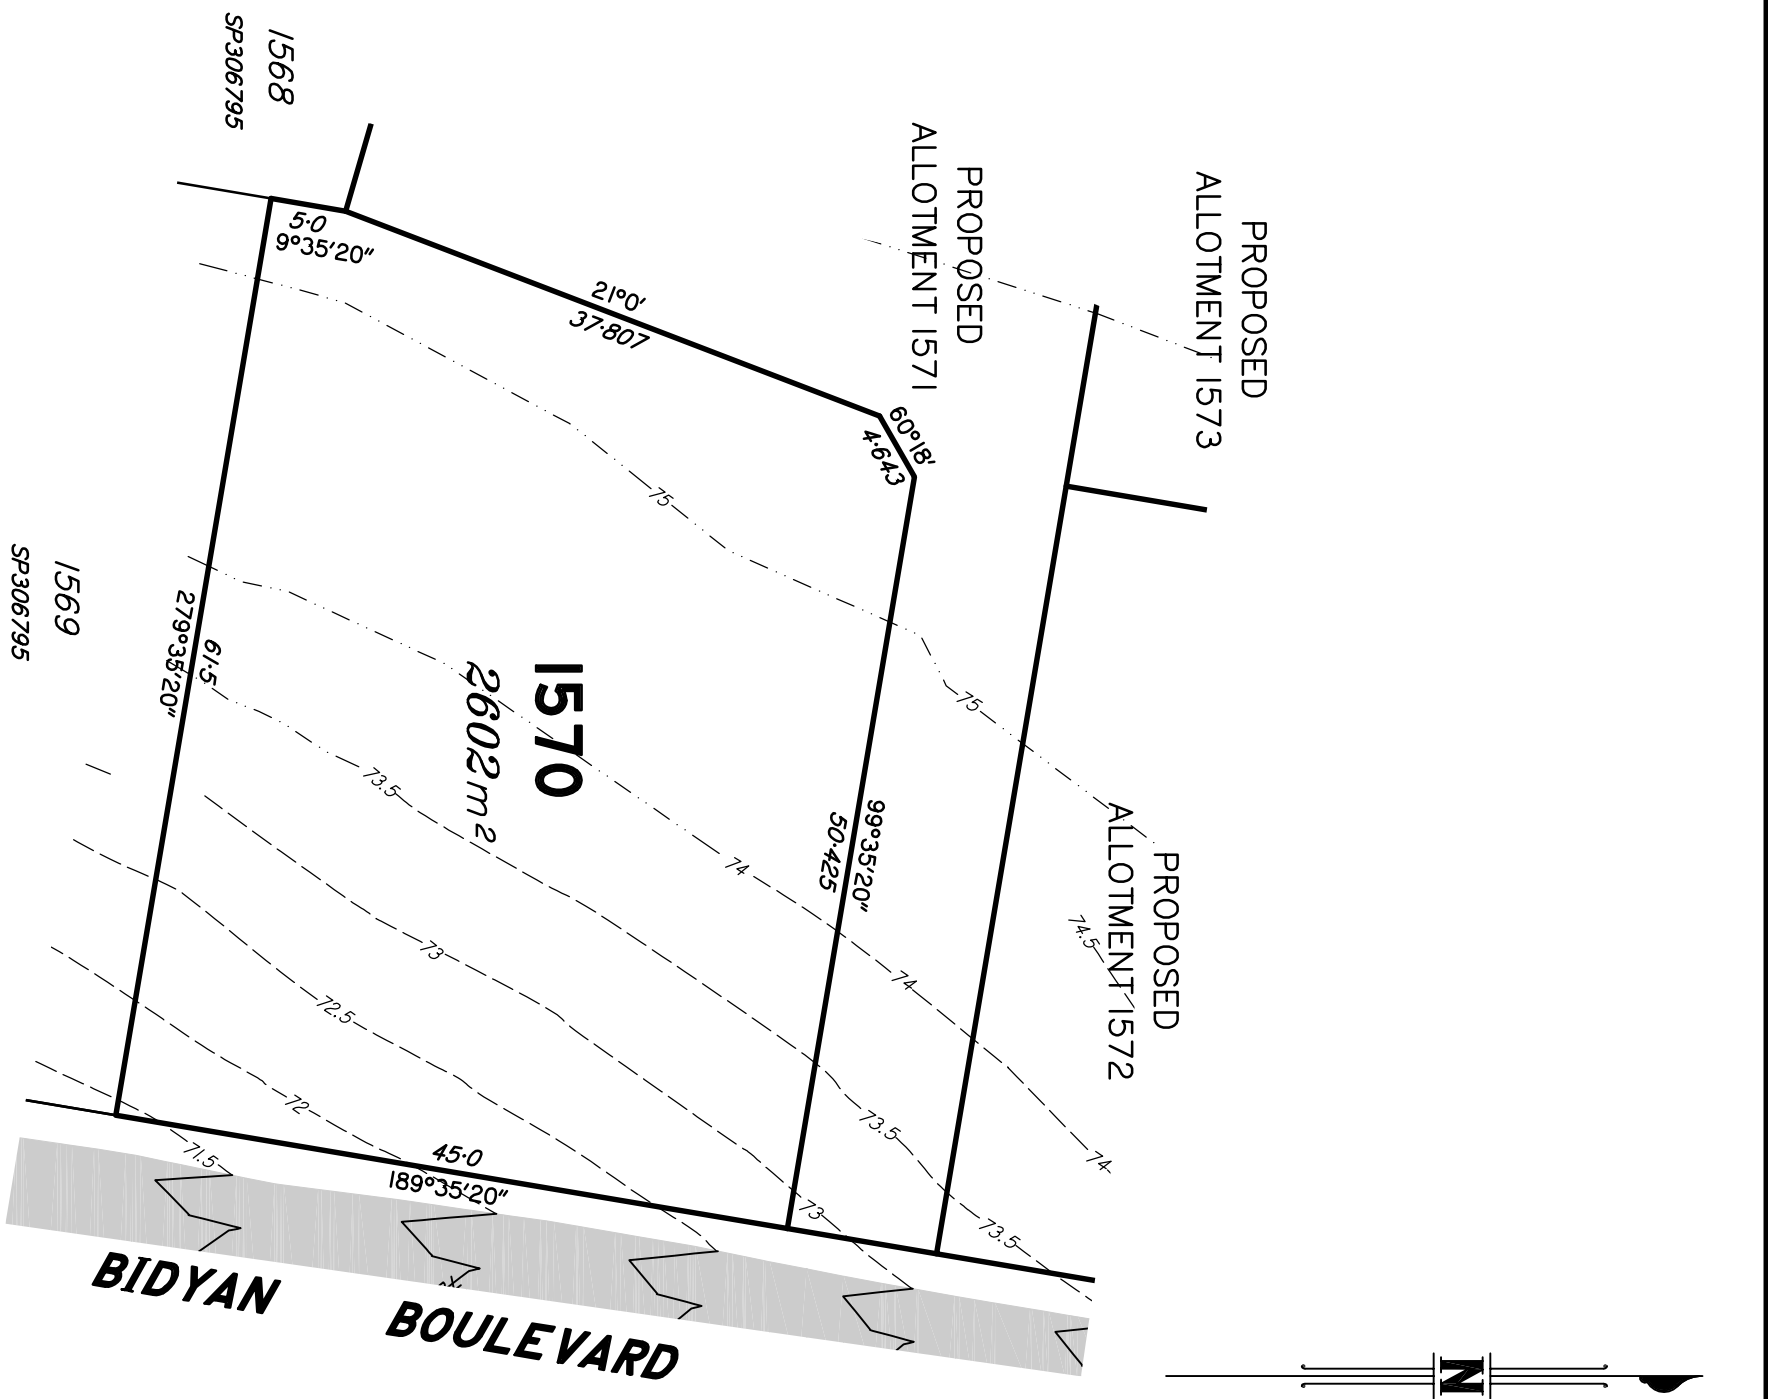 1568
SP306795
PROPOSED
ALLOTMENT 1571
PROPOSED
ALLOTMENT 1573
5·0
9°35'20"
21°0'
37·807
60°18'
4·643
75
75
1569
SP306795
279°35'20"
61·5
1570
2602m²
99°35'20"
50·425
PROPOSED
ALLOTMENT 1572
74.5
73.5
74
74
73
72.5
72
71.5
73.5
74
73
73.5
45·0
189°35'20"
BIDYAN
BOULEVARD
N